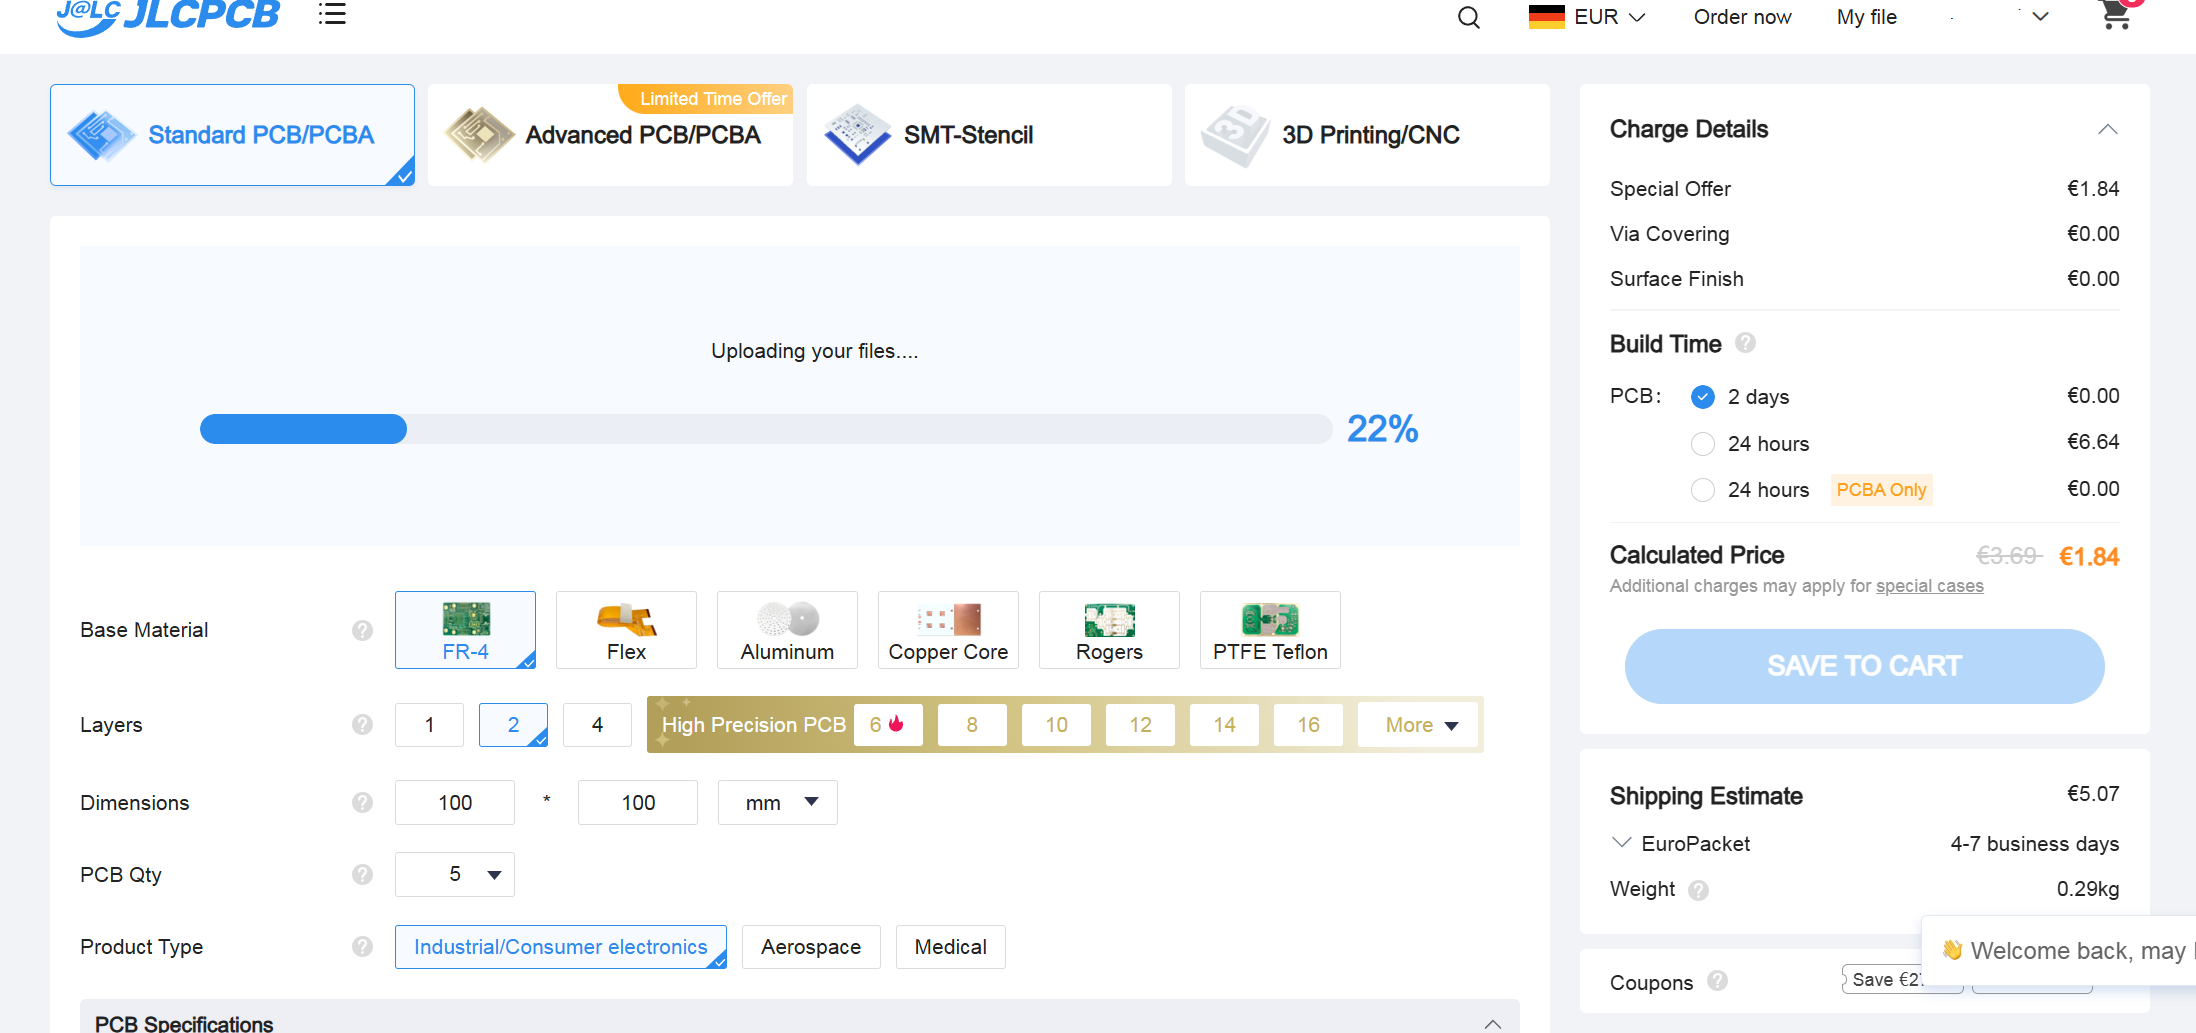 J@LC JLCPCB
EUR
Order now
My file
Standard PCB/PCBA
Limited Time Offer
Advanced PCB/PCBA
SMT-Stencil
3D
3D Printing/CNC
Uploading your files....
22%
Base Material
FR-4
Flex
Aluminum
Copper Core
Rogers
PTFE Teflon
Layers
1
2
4
High Precision PCB
6
8
10
12
14
16
More
Dimensions
100
*
100
mm
PCB Qty
5
Product Type
Industrial/Consumer electronics
Aerospace
Medical
PCB Specifications
Charge Details
Special Offer €1.84
Via Covering €0.00
Surface Finish €0.00
Build Time
PCB:
2 days €0.00
24 hours €6.64
24 hours PCBA Only €0.00
Calculated Price €3.69 €1.84
Additional charges may apply for special cases
SAVE TO CART
Shipping Estimate €5.07
EuroPacket 4-7 business days
Weight 0.29kg
👋 Welcome back, may
Coupons
Save